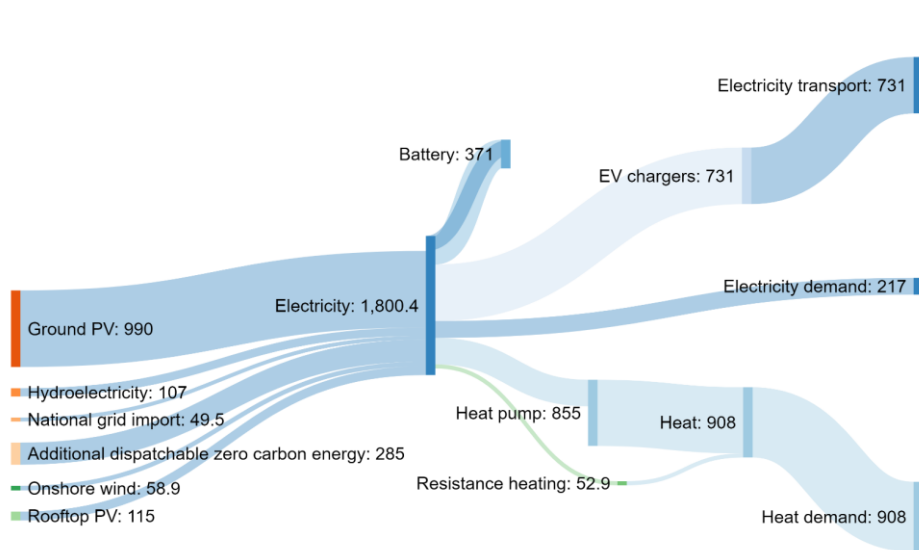 Electricity transport: 731
Battery: 371
EV chargers: 731
Electricity demand: 217
Electricity: 1,800.4
Ground PV: 990
Hydroelectricity: 107
National grid import: 49.5
Heat pump: 855
Heat: 908
Additional dispatchable zero carbon energy: 285
Resistance heating: 52.9
Onshore wind: 58.9
Rooftop PV: 115
Heat demand: 908